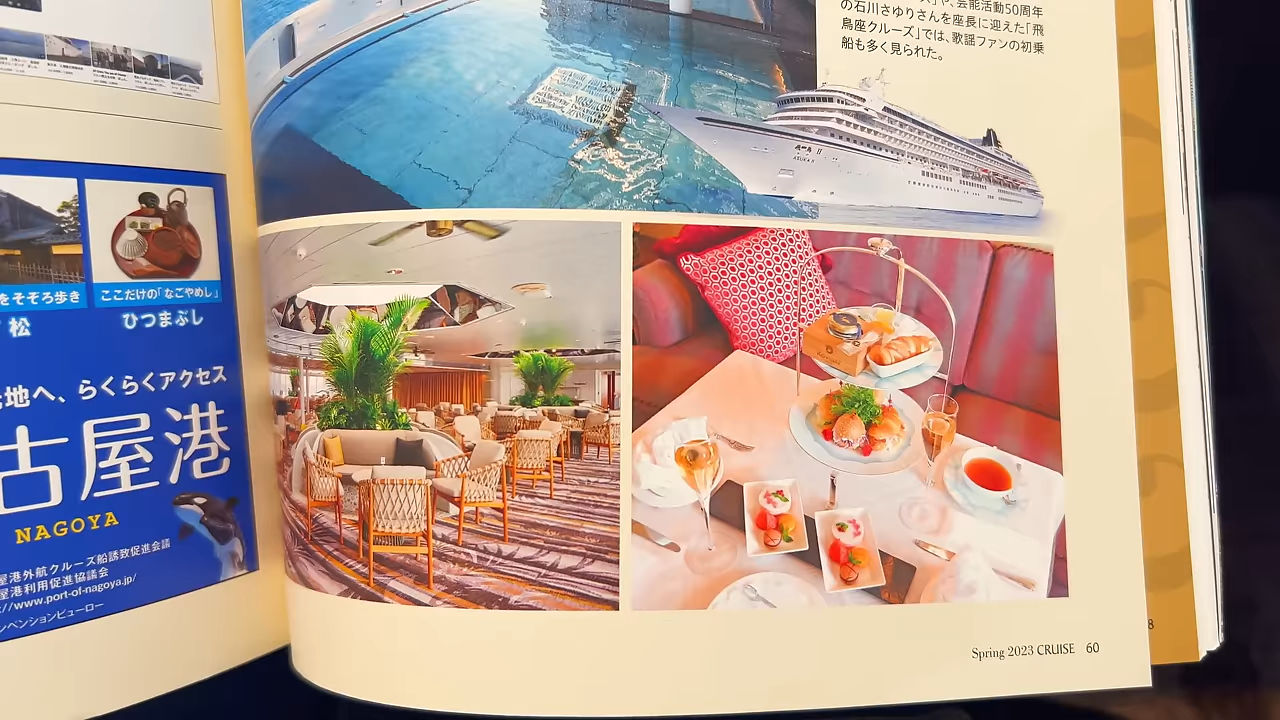 をそぞろ歩き
松
ここだけの「なごやめし」
ひつまぶし
地へ、らくらくアクセス
古屋港
NAGOYA
屋港外航クルーズ船誘致促進会議
屋港利用促進協議会
//www.port-of-nagoya.jp/
ンベンションビューロー
や、芸能活動50周年
の石川さゆりさんを座長に迎えた「飛
鳥座クルーズ」では、歌謡ファンの初乗
船も多く見られた。
飛鳥 II
ASUKA II
Spring 2023 CRUISE 60
8